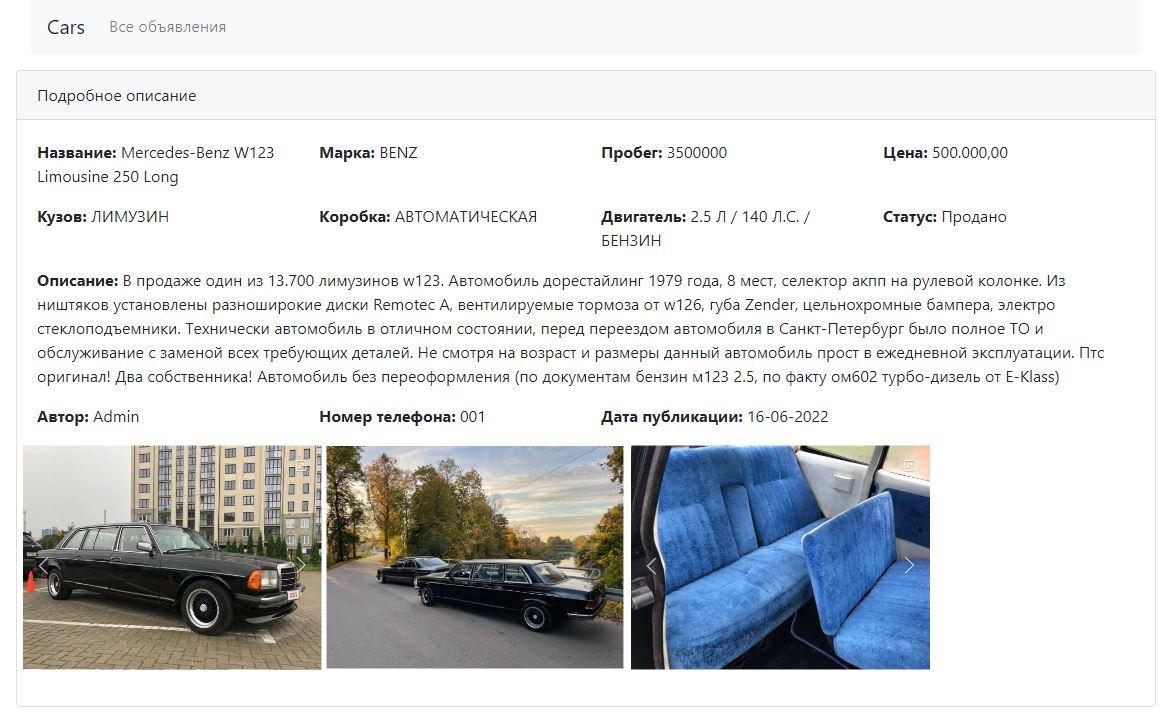 Cars Все объявления
Подробное описание
Название: Mercedes-Benz W123 Limousine 250 Long
Марка: BENZ
Пробег: 3500000
Цена: 500.000,00
Кузов: ЛИМУЗИН
Коробка: АВТОМАТИЧЕСКАЯ
Двигатель: 2.5 Л / 140 Л.С. / БЕНЗИН
Статус: Продано
Описание: В продаже один из 13.700 лимузинов w123. Автомобиль дорестайлинг 1979 года, 8 мест, селектор акпп на рулевой колонке. Из
ништяков установлены разноширокие диски Remotec A, вентилируемые тормоза от w126, губа Zender, цельнохромные бампера, электро
стеклоподъемники. Технически автомобиль в отличном состоянии, перед переездом автомобиля в Санкт-Петербург было полное ТО и
обслуживание с заменой всех требующих деталей. Не смотря на возраст и размеры данный автомобиль прост в ежедневной эксплуатации. Птс
оригинал! Два собственника! Автомобиль без переоформления (по документам бензин м123 2.5, по факту ом602 турбо-дизель от E-Klass)
Автор: Admin
Номер телефона: 001
Дата публикации: 16-06-2022